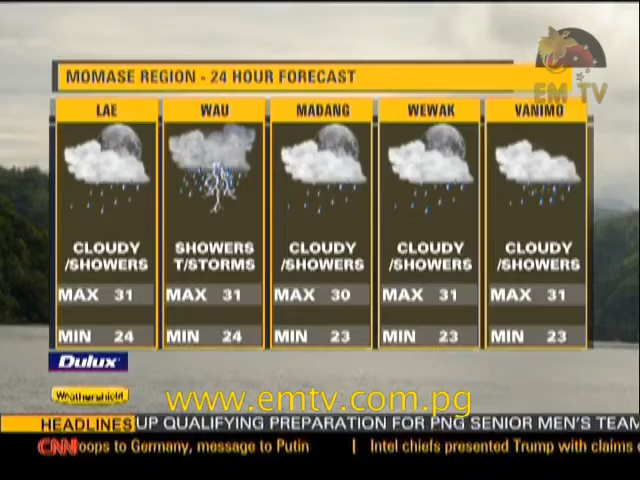 EM TV
MOMASE REGION - 24 HOUR FORECAST
LAE WAU MADANG WEWAK VANIMO
CLOUDY SHOWERS CLOUDY CLOUDY CLOUDY
/SHOWERS T/STORMS /SHOWERS /SHOWERS /SHOWERS
MAX 31 MAX 31 MAX 30 MAX 31 MAX 31
MIN 24 MIN 24 MIN 23 MIN 23 MIN 23
Dulux
Weathershield
www.emtv.com.pg
HEADLINES UP QUALIFYING PREPARATION FOR PNG SENIOR MEN'S TEAM
CNN oops to Germany, message to Putin | Intel chiefs presented Trump with claims